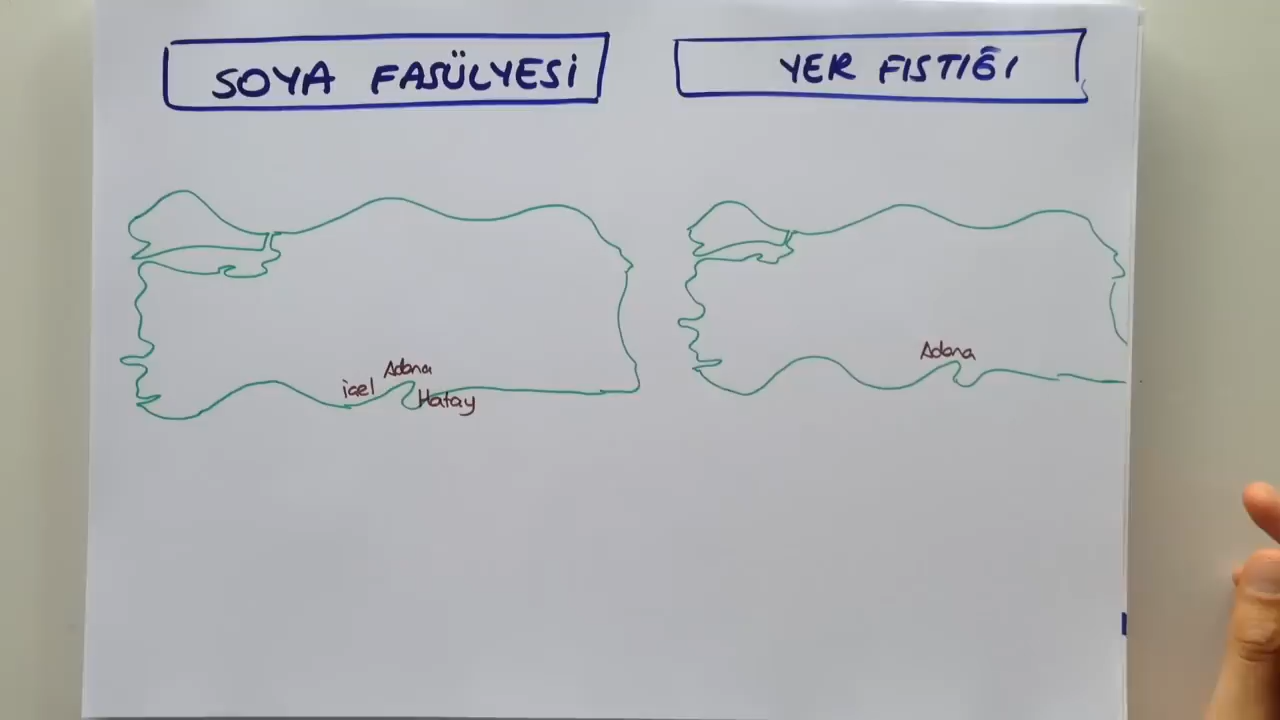 SOYA FASÜLYESİ
YER FISTIĞI
Adana
içel
Hatay
Adana